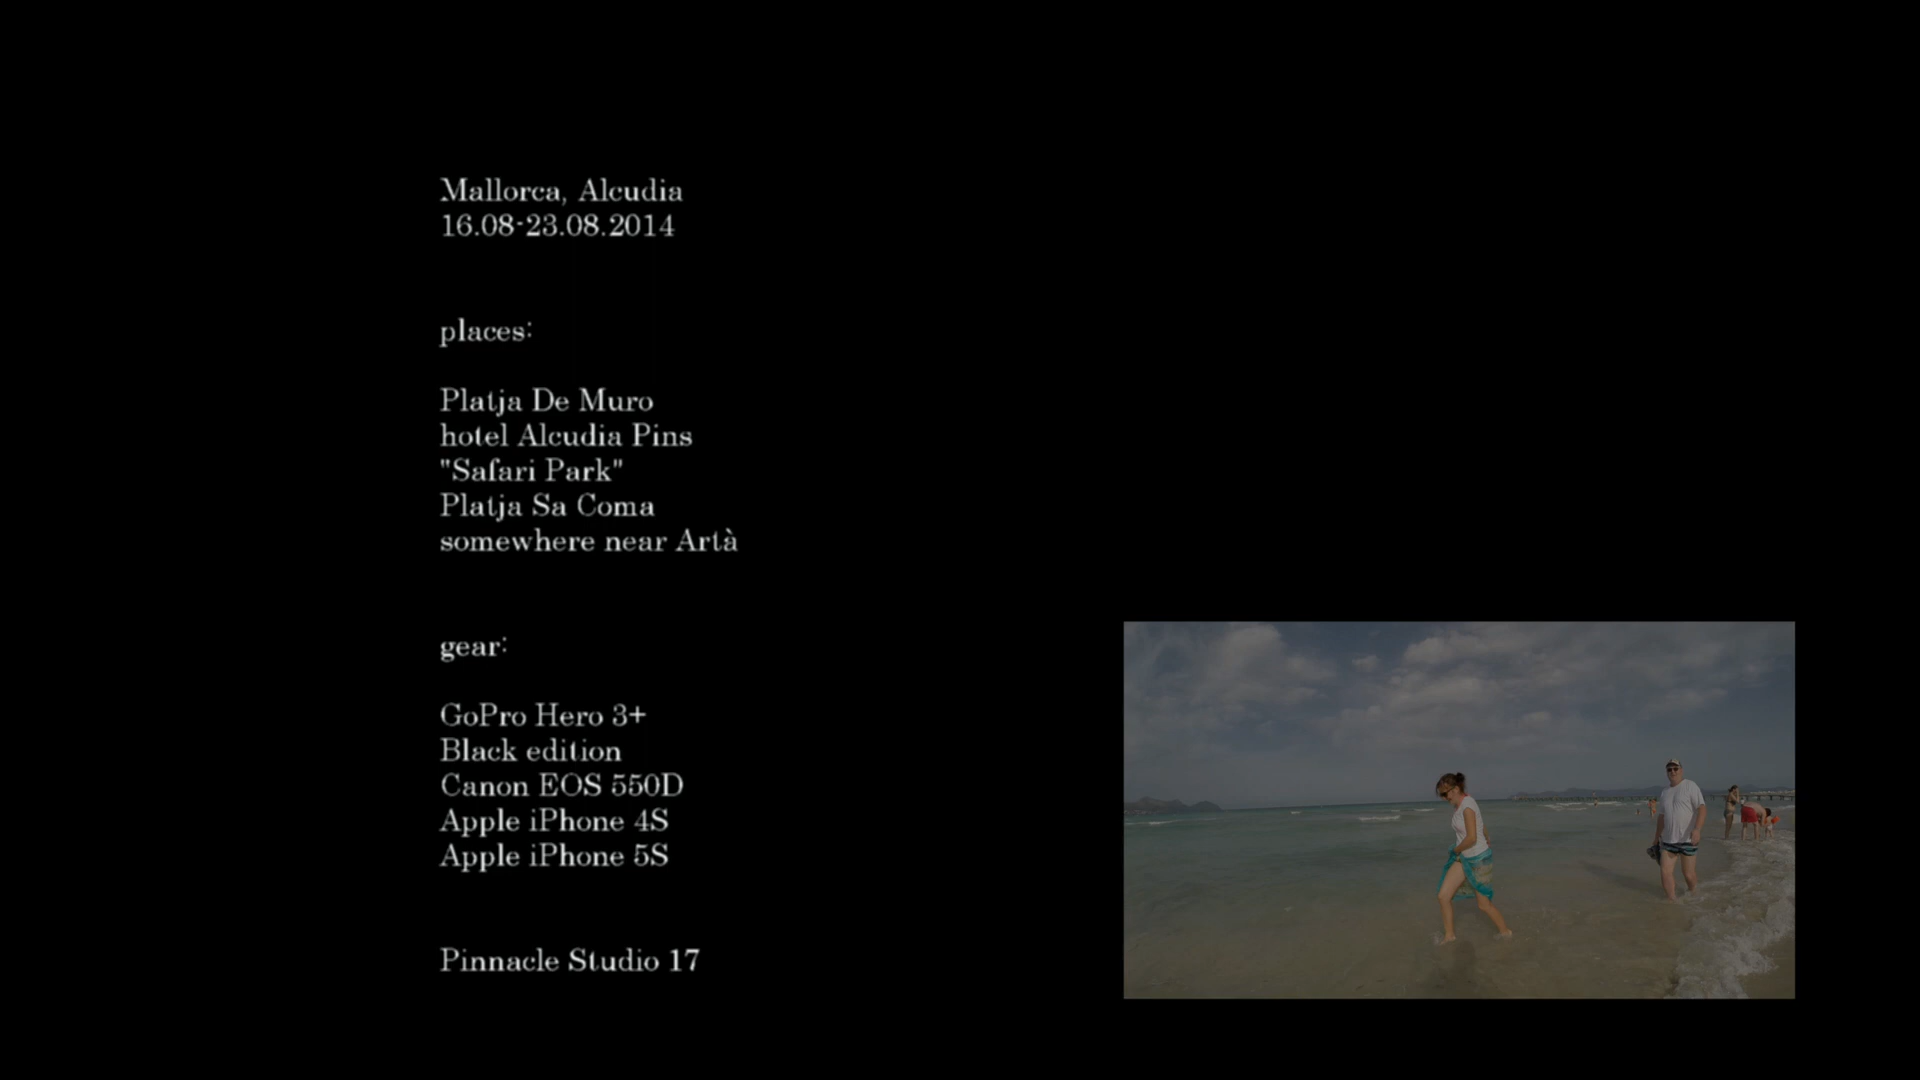 Mallorca, Alcudia
16.08-23.08.2014
places:
Platja De Muro
hotel Alcudia Pins
"Safari Park"
Platja Sa Coma
somewhere near Artà
gear:
GoPro Hero 3+
Black edition
Canon EOS 550D
Apple iPhone 4S
Apple iPhone 5S
Pinnacle Studio 17